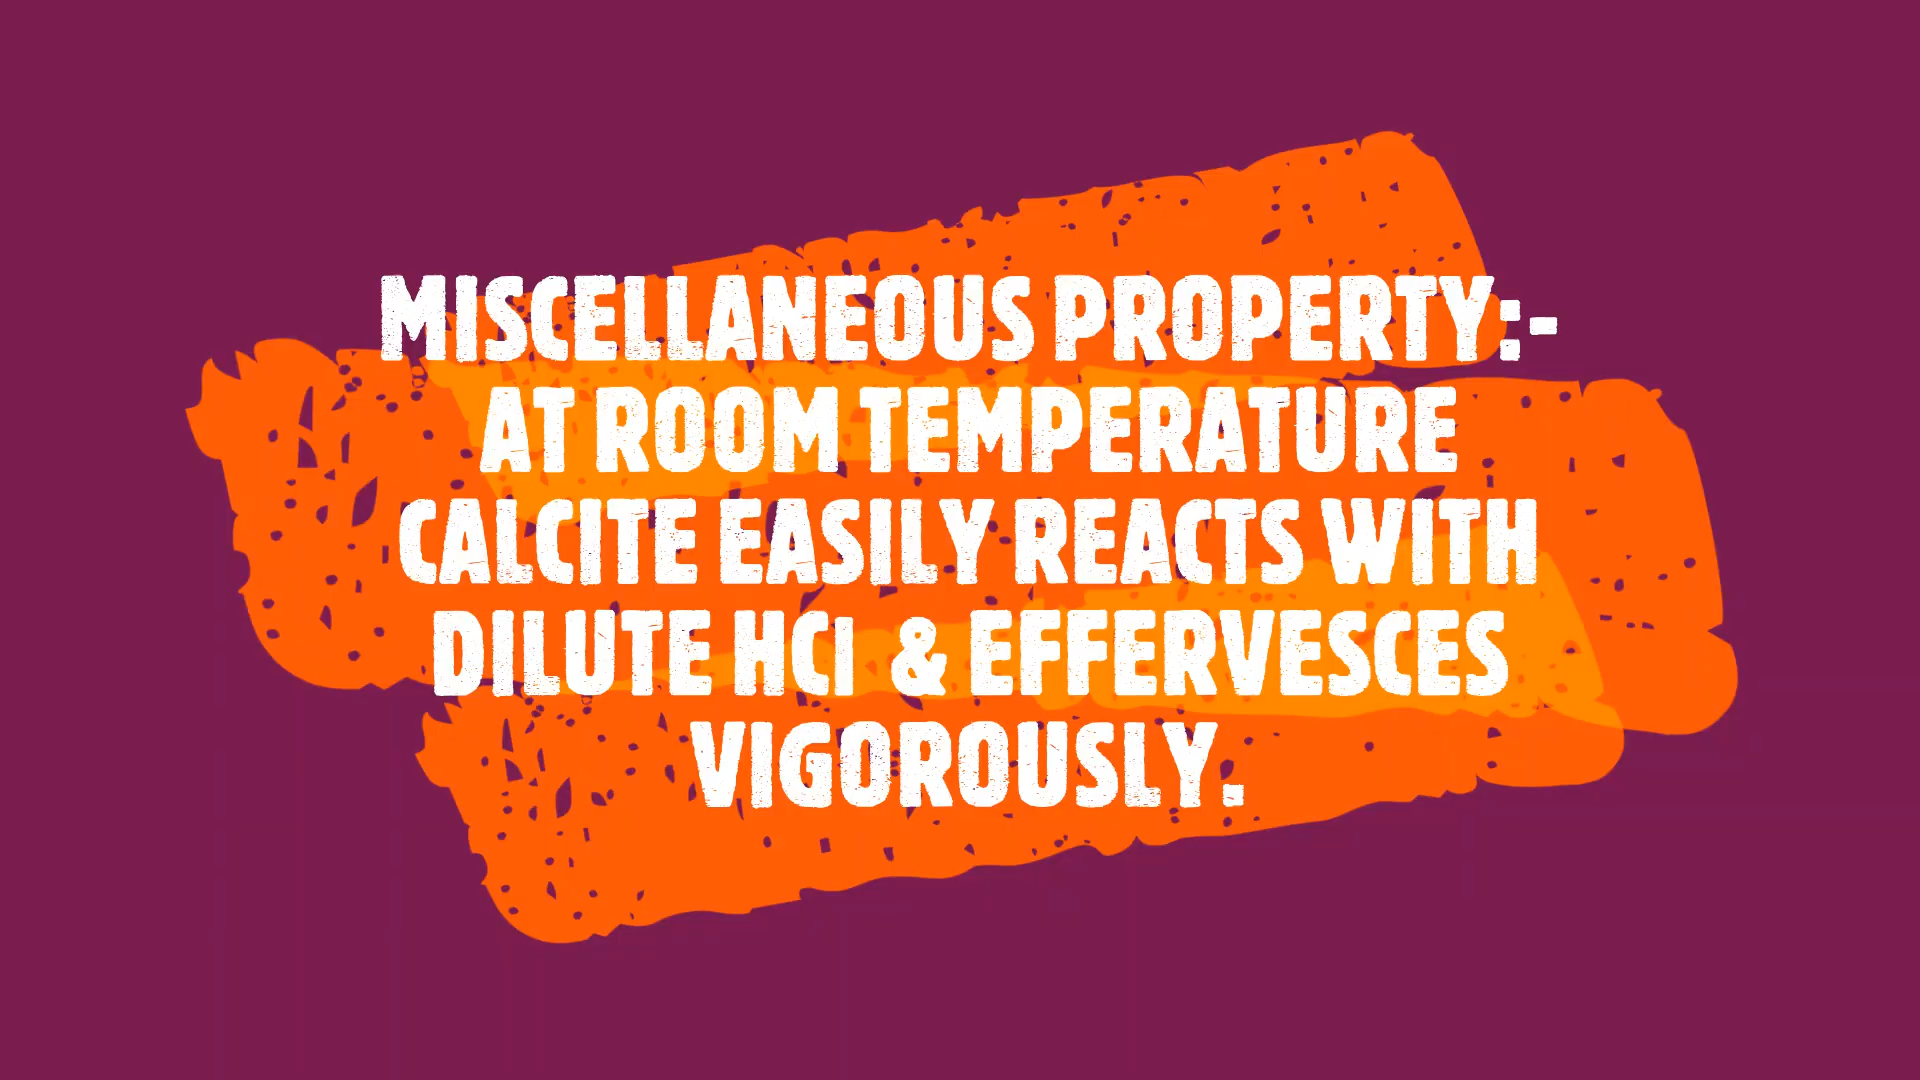 MISCELLANEOUS PROPERTY:-
AT ROOM TEMPERATURE
CALCITE EASILY REACTS WITH
DILUTE HCl & EFFERVESCES
VIGOROUSLY.